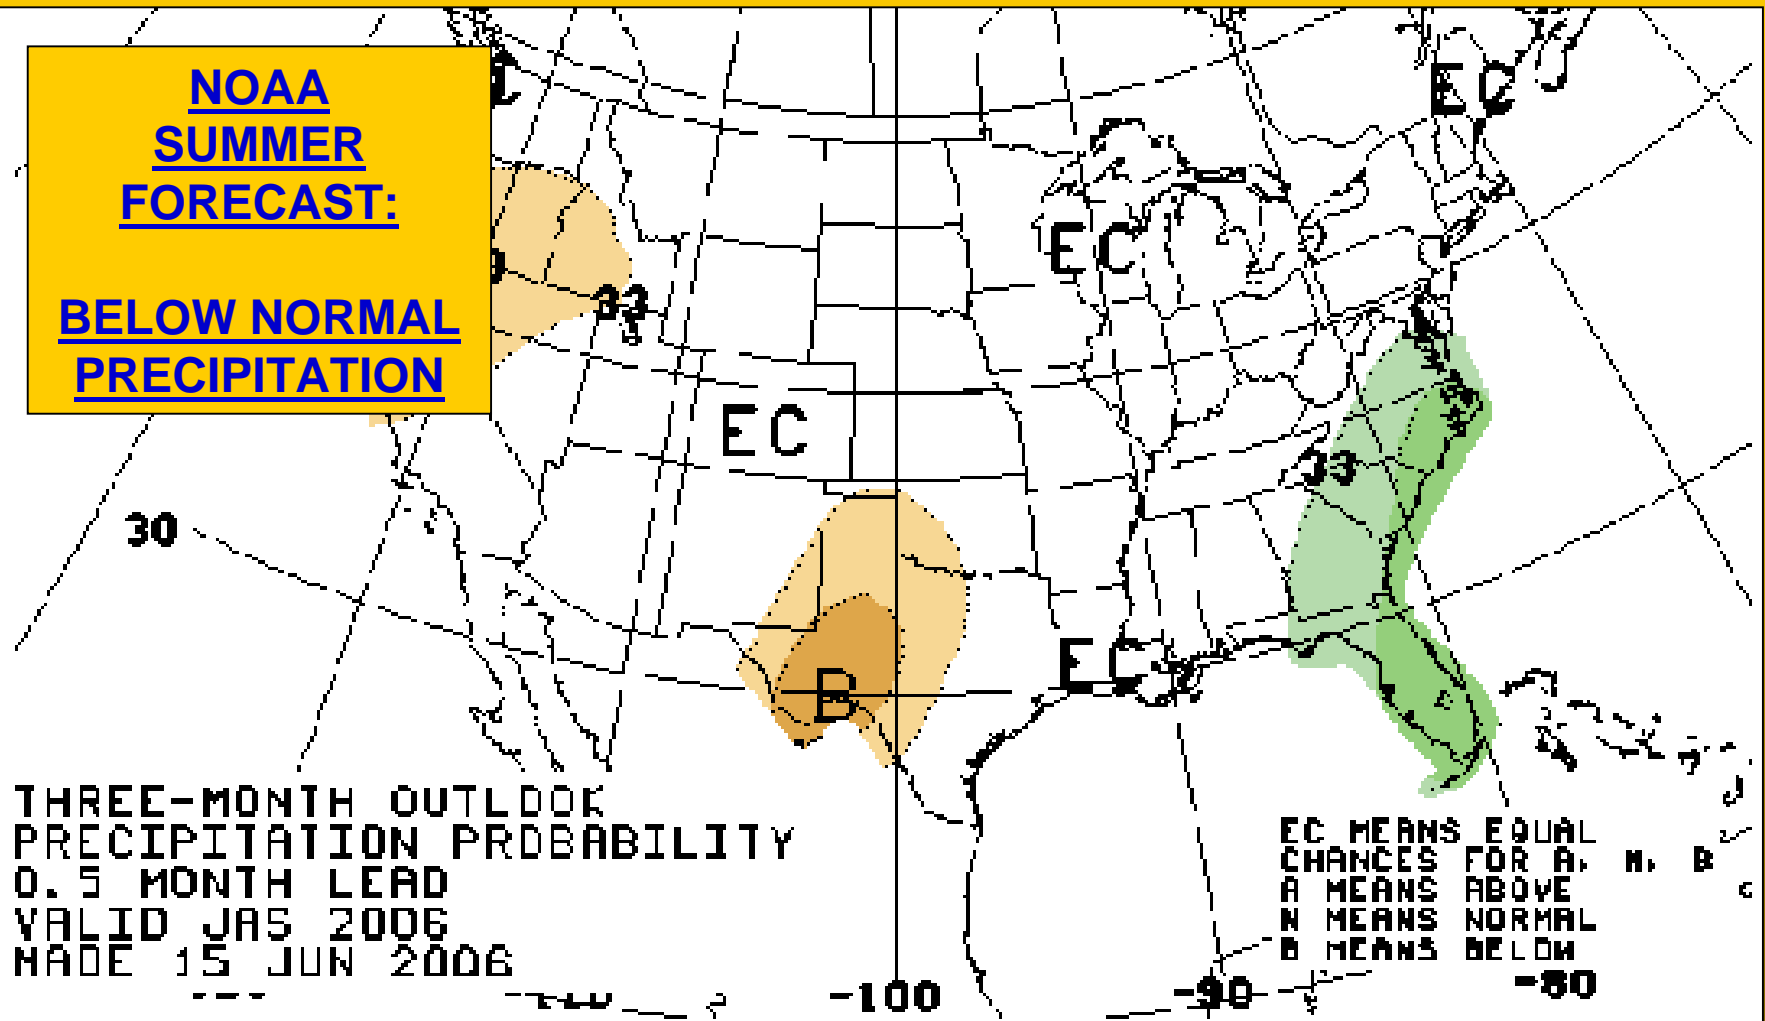 NOAA
SUMMER
FORECAST:
BELOW NORMAL
PRECIPITATION
EC
EC
33
EC
33
30
B
EC
THREE-MONTH OUTLOOK
PRECIPITATION PROBABILITY
0.5 MONTH LEAD
VALID JAS 2006
MADE 15 JUN 2006
EC MEANS EQUAL
CHANCES FOR A, N, B
A MEANS ABOVE
N MEANS NORMAL
B MEANS BELOW
-100
-90
-80